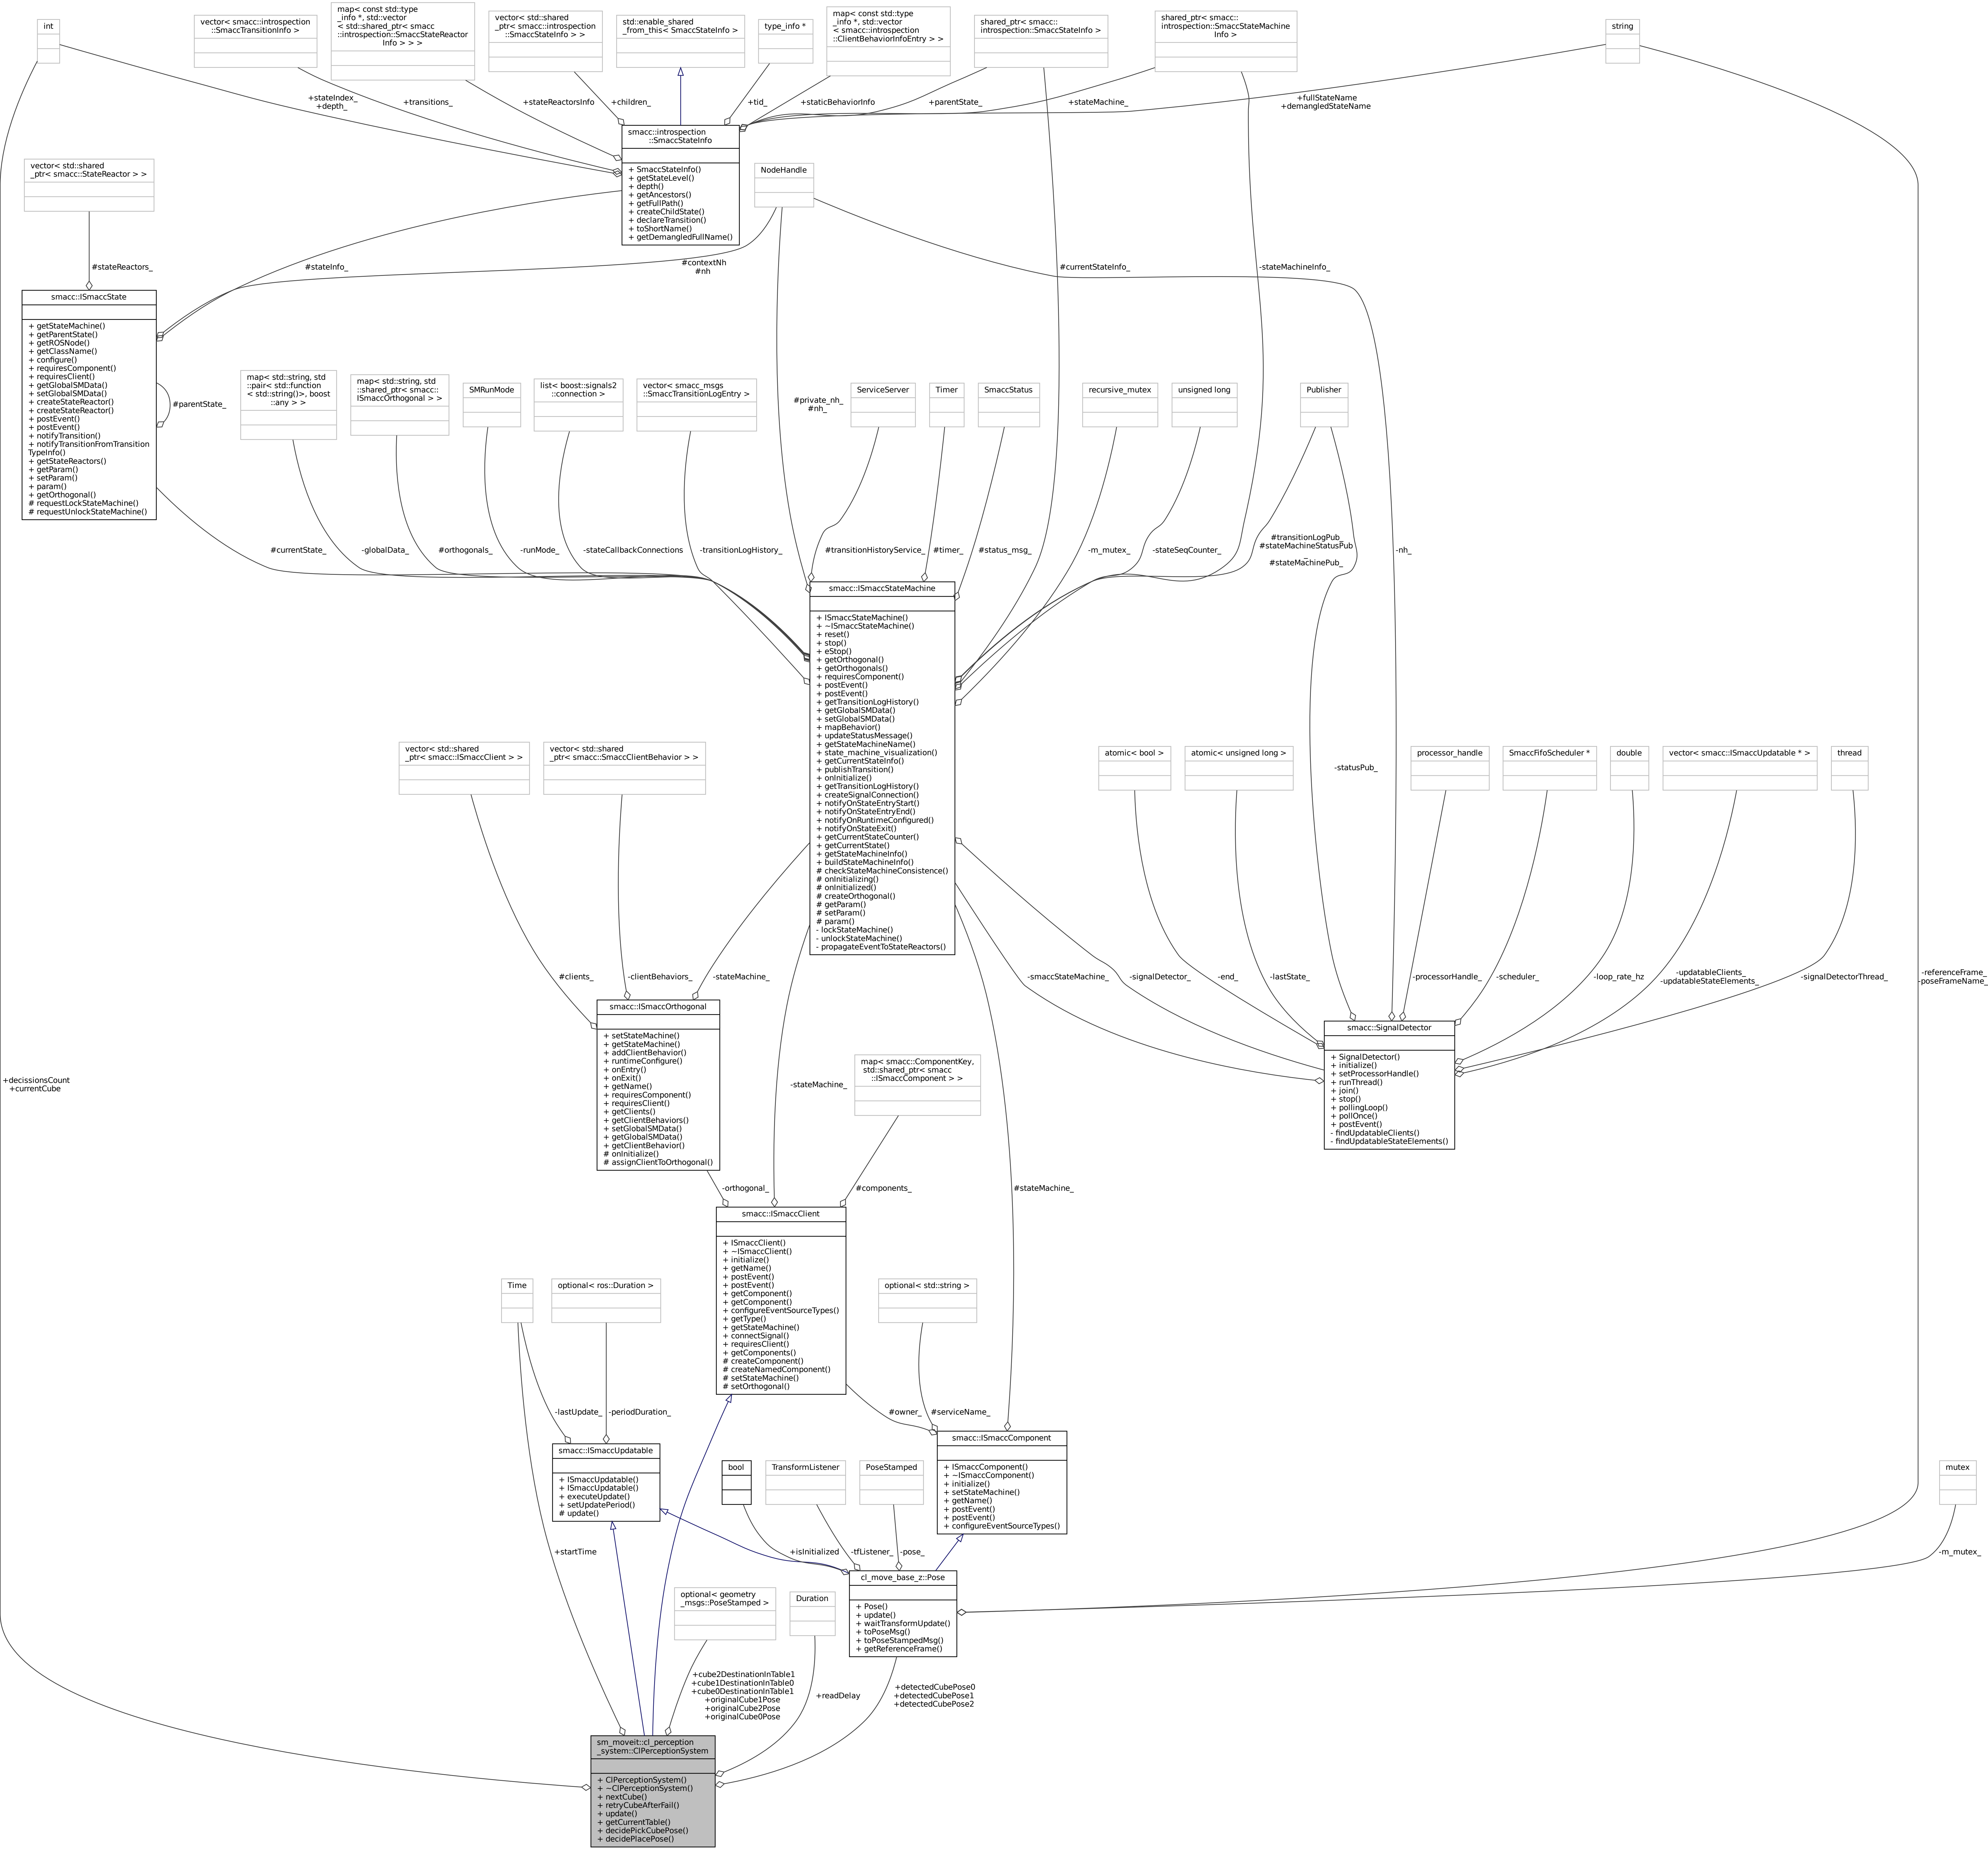 int
vector< smacc::introspection
::SmaccTransitionInfo >
map< const std::type
_info *, std::vector
< std::shared_ptr< smacc
::introspection::SmaccStateReactor
Info > > >
vector< std::shared
_ptr< smacc::introspection
::SmaccStateInfo > >
std::enable_shared
_from_this< SmaccStateInfo >
type_info *
map< const std::type
_info *, std::vector
< smacc::introspection
::ClientBehaviorInfoEntry > >
shared_ptr< smacc::
introspection::SmaccStateInfo >
shared_ptr< smacc::
introspection::SmaccStateMachine
Info >
string
+stateIndex_
+depth_
+transitions_
+stateReactorsInfo
+children_
+tid_
+staticBehaviorInfo
+parentState_
+stateMachine_
+fullStateName
+demangledStateName
smacc::introspection
::SmaccStateInfo
+ SmaccStateInfo()
+ getStateLevel()
+ depth()
+ getAncestors()
+ getFullPath()
+ createChildState()
+ declareTransition()
+ toShortName()
+ getDemangledFullName()
vector< std::shared
_ptr< smacc::StateReactor > >
NodeHandle
#stateReactors_
#stateInfo_
#contextNh
#nh
#currentStateInfo_
-stateMachineInfo_
smacc::ISmaccState
+ getStateMachine()
+ getParentState()
+ getROSNode()
+ getClassName()
+ configure()
+ requiresComponent()
+ requiresClient()
+ getGlobalSMData()
+ setGlobalSMData()
+ createStateReactor()
+ createStateReactor()
+ postEvent()
+ postEvent()
+ notifyTransition()
+ notifyTransitionFromTransition
TypeInfo()
+ getStateReactors()
+ getParam()
+ setParam()
+ param()
+ getOrthogonal()
# requestLockStateMachine()
# requestUnlockStateMachine()
#parentState_
map< std::string, std
::pair< std::function
< std::string()>, boost
::any > >
map< std::string, std
::shared_ptr< smacc::
ISmaccOrthogonal > >
SMRunMode
list< boost::signals2
::connection >
vector< smacc_msgs
::SmaccTransitionLogEntry >
#private_nh_
#nh_
ServiceServer
Timer
SmaccStatus
recursive_mutex
unsigned long
Publisher
#currentState_
-globalData_
#orthogonals_
-runMode_
-stateCallbackConnections
-transitionLogHistory_
#transitionHistoryService_
#timer_
#status_msg_
-m_mutex_
-stateSeqCounter_
#transitionLogPub_
#stateMachineStatusPub
_
#stateMachinePub_
-nh_
smacc::ISmaccStateMachine
+ ISmaccStateMachine()
+ ~ISmaccStateMachine()
+ reset()
+ stop()
+ eStop()
+ getOrthogonal()
+ getOrthogonals()
+ requiresComponent()
+ postEvent()
+ postEvent()
+ getTransitionLogHistory()
+ getGlobalSMData()
+ setGlobalSMData()
+ mapBehavior()
+ updateStatusMessage()
+ getStateMachineName()
+ state_machine_visualization()
+ getCurrentStateInfo()
+ publishTransition()
+ onInitialize()
+ getTransitionLogHistory()
+ createSignalConnection()
+ notifyOnStateEntryStart()
+ notifyOnStateEntryEnd()
+ notifyOnRuntimeConfigured()
+ notifyOnStateExit()
+ getCurrentStateCounter()
+ getCurrentState()
+ getStateMachineInfo()
+ buildStateMachineInfo()
# checkStateMachineConsistence()
# onInitializing()
# onInitialized()
# createOrthogonal()
# getParam()
# setParam()
# param()
- lockStateMachine()
- unlockStateMachine()
- propagateEventToStateReactors()
vector< std::shared
_ptr< smacc::ISmaccClient > >
vector< std::shared
_ptr< smacc::SmaccClientBehavior > >
atomic< bool >
atomic< unsigned long >
-statusPub_
processor_handle
SmaccFifoScheduler *
double
vector< smacc::ISmaccUpdatable * >
thread
#clients_
-clientBehaviors_
-stateMachine_
-smaccStateMachine_
-signalDetector_
-end_
-lastState_
-processorHandle_
-scheduler_
-loop_rate_hz
-updatableClients_
-updatableStateElements_
-signalDetectorThread_
-referenceFrame_
-poseFrameName_
smacc::ISmaccOrthogonal
+ setStateMachine()
+ getStateMachine()
+ addClientBehavior()
+ runtimeConfigure()
+ onEntry()
+ onExit()
+ getName()
+ requiresComponent()
+ requiresClient()
+ getClients()
+ getClientBehaviors()
+ setGlobalSMData()
+ getGlobalSMData()
+ getClientBehavior()
# onInitialize()
# assignClientToOrthogonal()
smacc::SignalDetector
+ SignalDetector()
+ initialize()
+ setProcessorHandle()
+ runThread()
+ join()
+ stop()
+ pollingLoop()
+ pollOnce()
+ postEvent()
- findUpdatableClients()
- findUpdatableStateElements()
+decissionsCount
+currentCube
-stateMachine_
map< smacc::ComponentKey,
std::shared_ptr< smacc
::ISmaccComponent > >
-orthogonal_
#components_
#stateMachine_
smacc::ISmaccClient
+ ISmaccClient()
+ ~ISmaccClient()
+ initialize()
+ getName()
+ postEvent()
+ postEvent()
+ getComponent()
+ getComponent()
+ configureEventSourceTypes()
+ getType()
+ getStateMachine()
+ connectSignal()
+ requiresClient()
+ getComponents()
# createComponent()
# createNamedComponent()
# setStateMachine()
# setOrthogonal()
Time
optional< ros::Duration >
optional< std::string >
-lastUpdate_
-periodDuration_
#owner_
#serviceName_
smacc::ISmaccUpdatable
+ ISmaccUpdatable()
+ ISmaccUpdatable()
+ executeUpdate()
+ setUpdatePeriod()
# update()
bool
TransformListener
PoseStamped
smacc::ISmaccComponent
+ ISmaccComponent()
+ ~ISmaccComponent()
+ initialize()
+ setStateMachine()
+ getName()
+ postEvent()
+ postEvent()
+ configureEventSourceTypes()
mutex
+startTime
+isInitialized
-tfListener_
-pose_
-m_mutex_
cl_move_base_z::Pose
+ Pose()
+ update()
+ waitTransformUpdate()
+ toPoseMsg()
+ toPoseStampedMsg()
+ getReferenceFrame()
optional< geometry
_msgs::PoseStamped >
Duration
+cube2DestinationInTable1
+cube1DestinationInTable0
+cube0DestinationInTable1
+originalCube1Pose
+originalCube2Pose
+originalCube0Pose
+readDelay
+detectedCubePose0
+detectedCubePose1
+detectedCubePose2
sm_moveit::cl_perception
_system::ClPerceptionSystem
+ ClPerceptionSystem()
+ ~ClPerceptionSystem()
+ nextCube()
+ retryCubeAfterFail()
+ update()
+ getCurrentTable()
+ decidePickCubePose()
+ decidePlacePose()